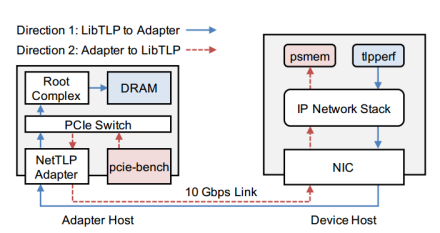 Direction 1: LibTLP to Adapter
Direction 2: Adapter to LibTLP
Root
Complex
DRAM
PCIe Switch
NetTLP
Adapter
pcie-bench
Adapter Host
psmem
tlpperf
IP Network Stack
NIC
10 Gbps Link
Device Host